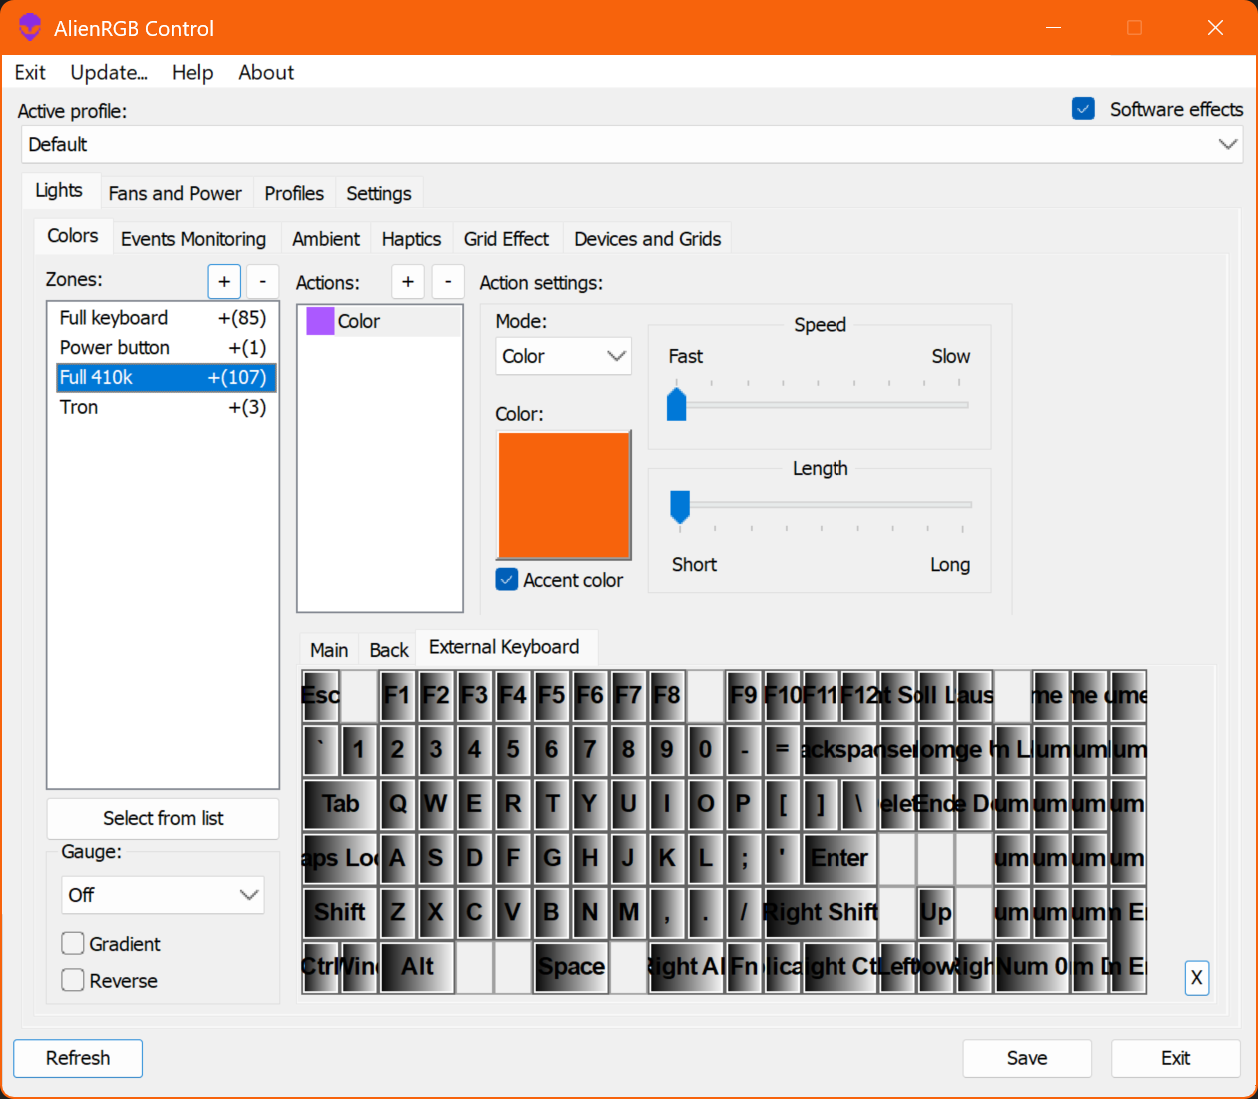 AlienRGB Control
Exit Update... Help About
Active profile:
Software effects
Default
Lights Fans and Power Profiles Settings
Colors Events Monitoring Ambient Haptics Grid Effect Devices and Grids
Zones: + -
Full keyboard +(85)
Power button +(1)
Full 410k +(107)
Tron +(3)
Select from list
Gauge:
Off
Gradient
Reverse
Actions: + -
Color
Action settings:
Mode:
Color
Color:
Accent color
Speed
Fast Slow
Length
Short Long
Main Back External Keyboard
Esc F1 F2 F3 F4 F5 F6 F7 F8 F9 F10 F11 F12
` 1 2 3 4 5 6 7 8 9 0 - =
Tab Q W E R T Y U I O P [ ] \ End
A S D F G H J K L ; ' Enter
Shift Z X C V B N M , . / Right Shift Up
Ctrl Alt Space Fn Left Num 0
X
Refresh Save Exit